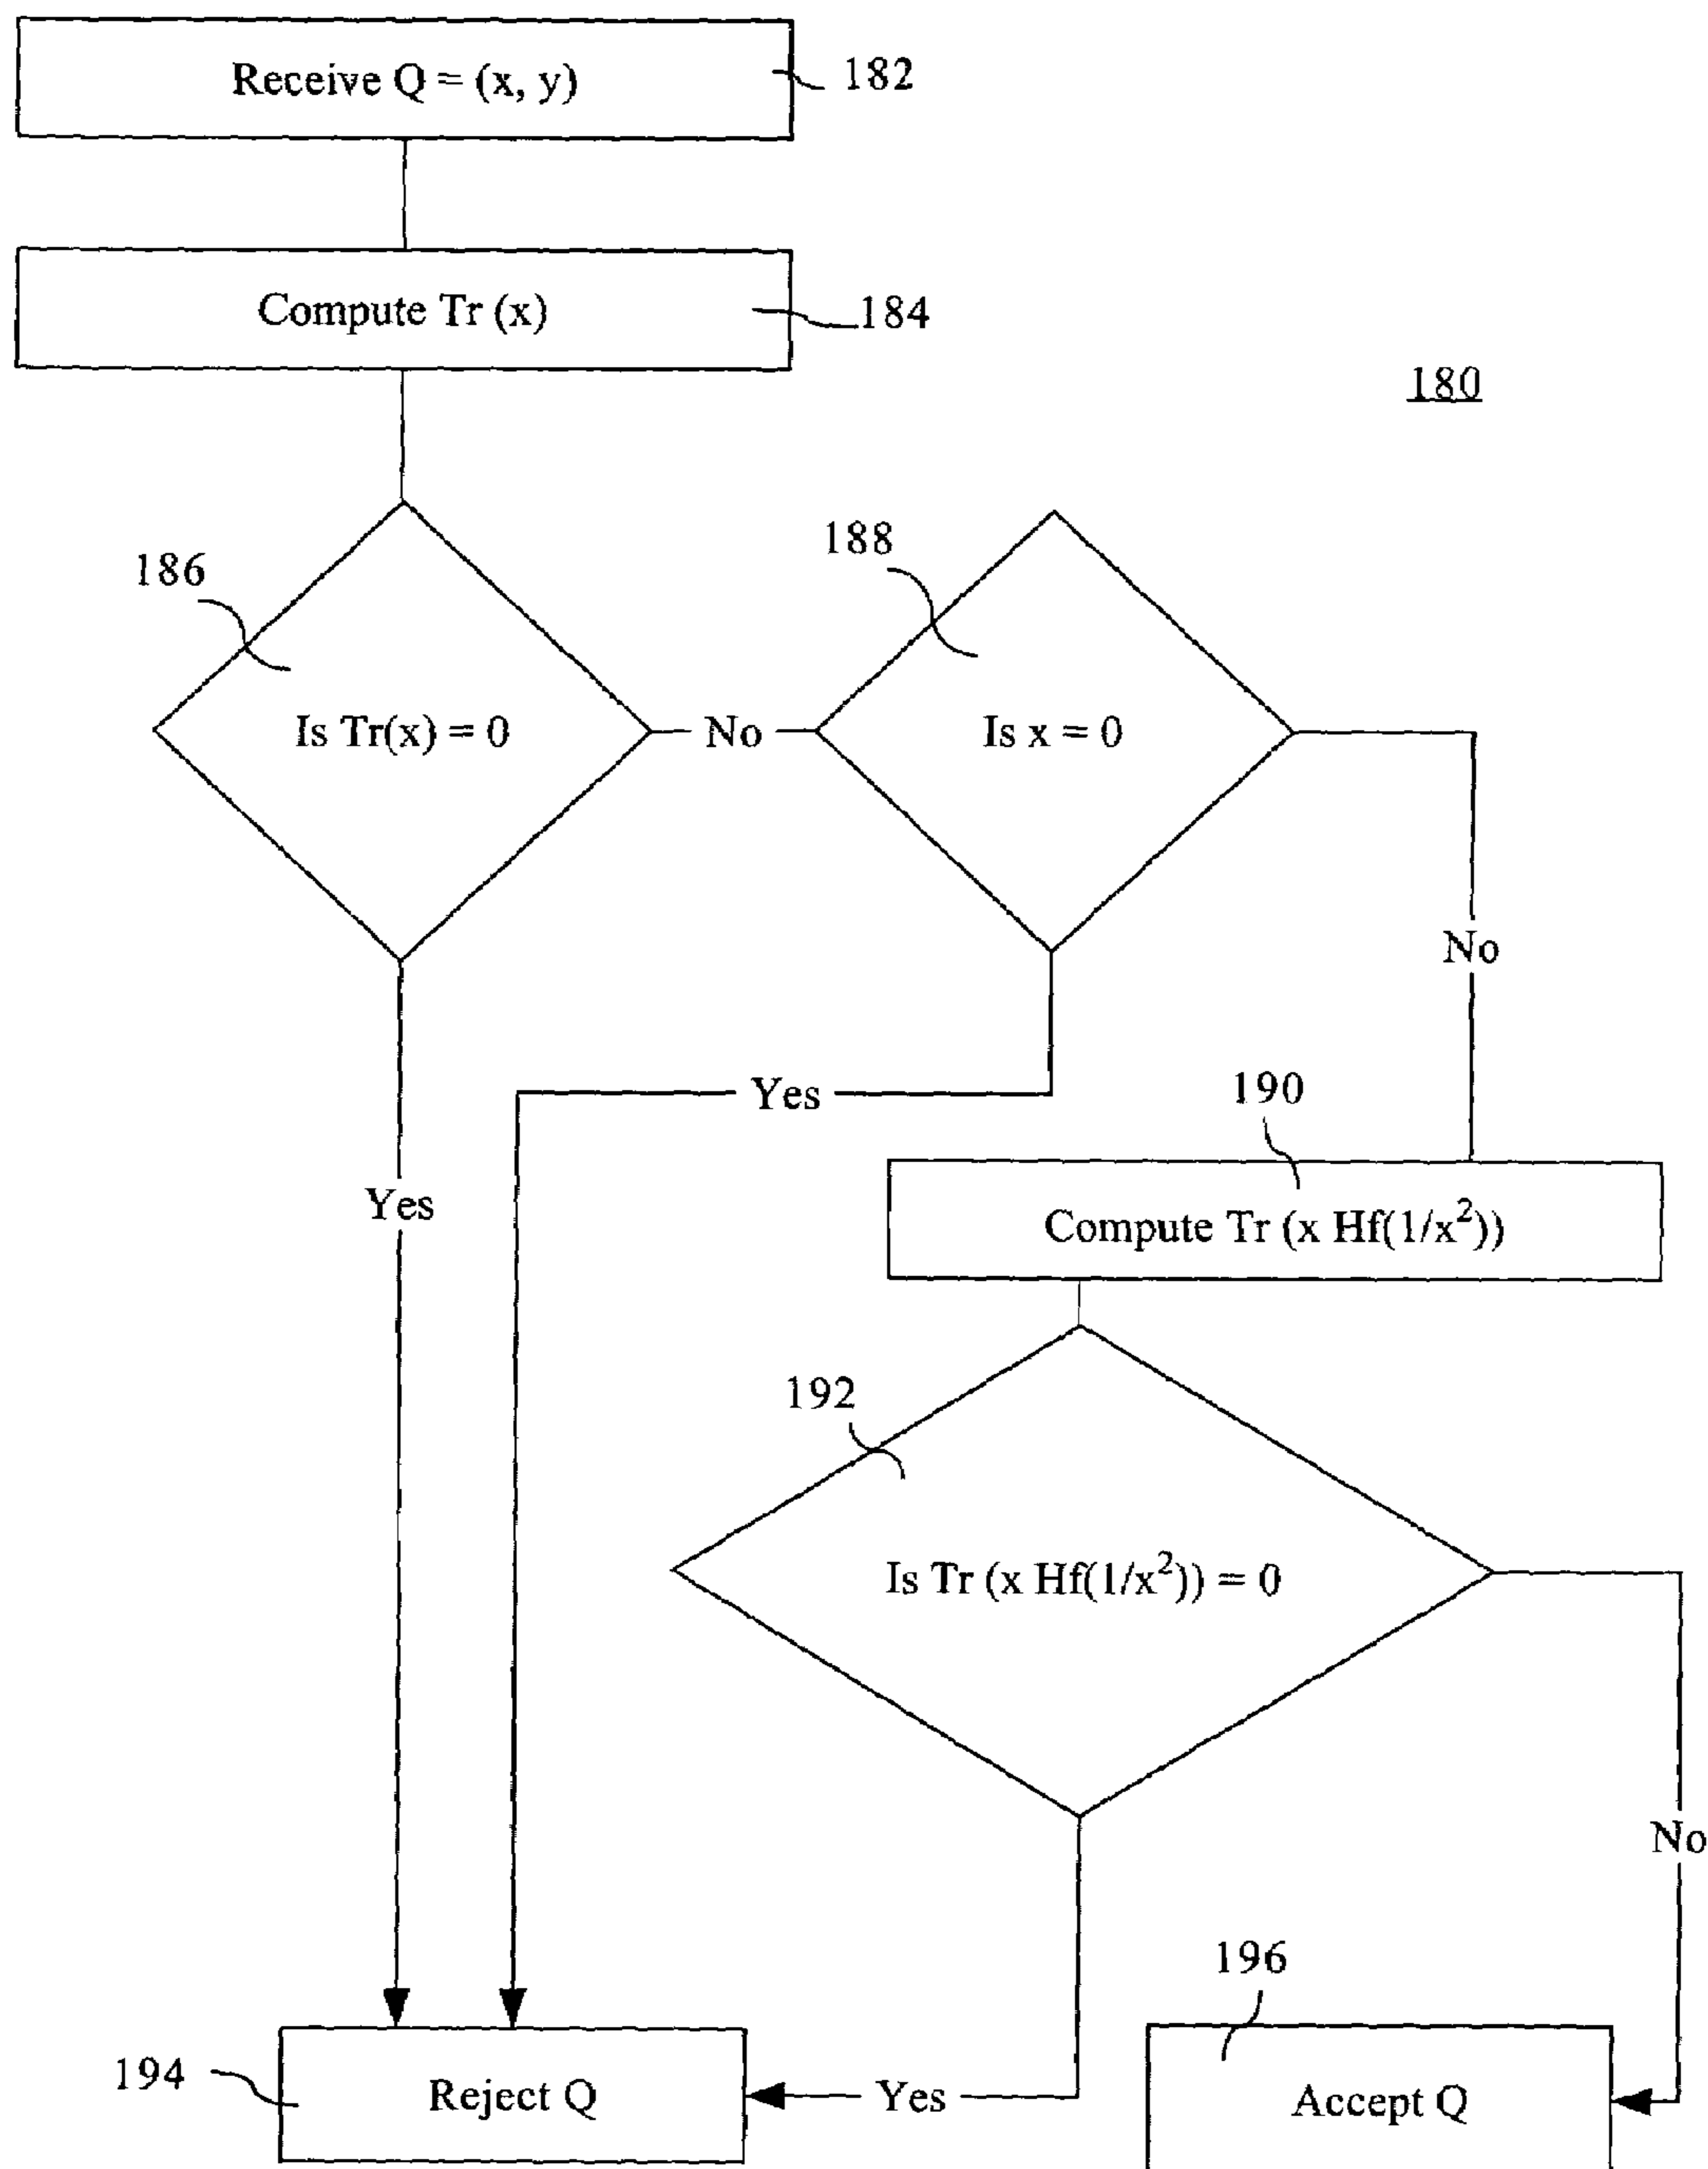 Receive Q = (x, y)
182
Compute Tr (x)
184
180
186
188
Is Tr(x) = 0
No
Is x = 0
No
190
Yes
Yes
Compute Tr (x Hf(1/x²))
192
Is Tr (x Hf(1/x²)) = 0
No
196
194
Reject Q
Yes
Accept Q